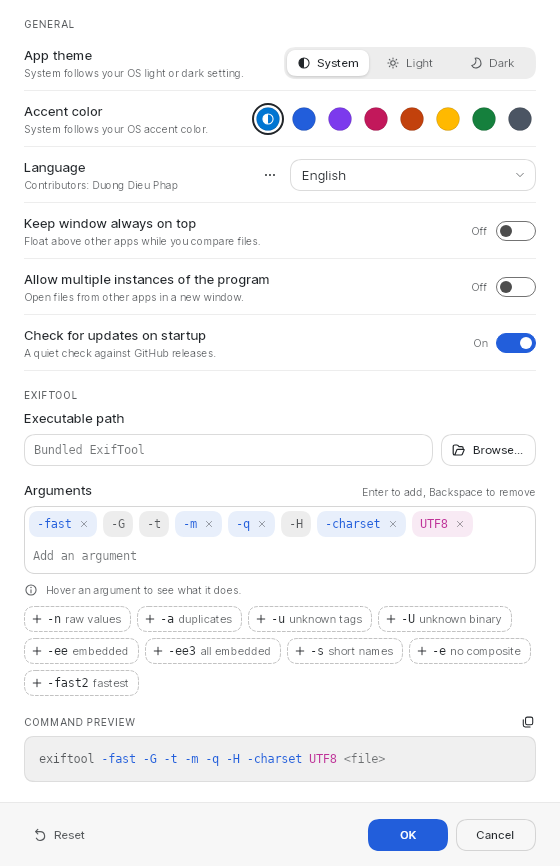 GENERAL
App theme
System follows your OS light or dark setting.
System Light Dark
Accent color
System follows your OS accent color.
Language
Contributors: Duong Dieu Phap
... English
Keep window always on top
Float above other apps while you compare files.
Off
Allow multiple instances of the program
Open files from other apps in a new window.
Off
Check for updates on startup
A quiet check against GitHub releases.
On
EXIFTOOL
Executable path
Bundled ExifTool Browse...
Arguments Enter to add, Backspace to remove
-fast × -G -t -m × -q × -H -charset × UTF8 ×
Add an argument
Hover an argument to see what it does.
+ -n raw values + -a duplicates + -u unknown tags + -U unknown binary
+ -ee embedded + -ee3 all embedded + -s short names + -e no composite
+ -fast2 fastest
COMMAND PREVIEW
exiftool -fast -G -t -m -q -H -charset UTF8 <file>
Reset OK Cancel